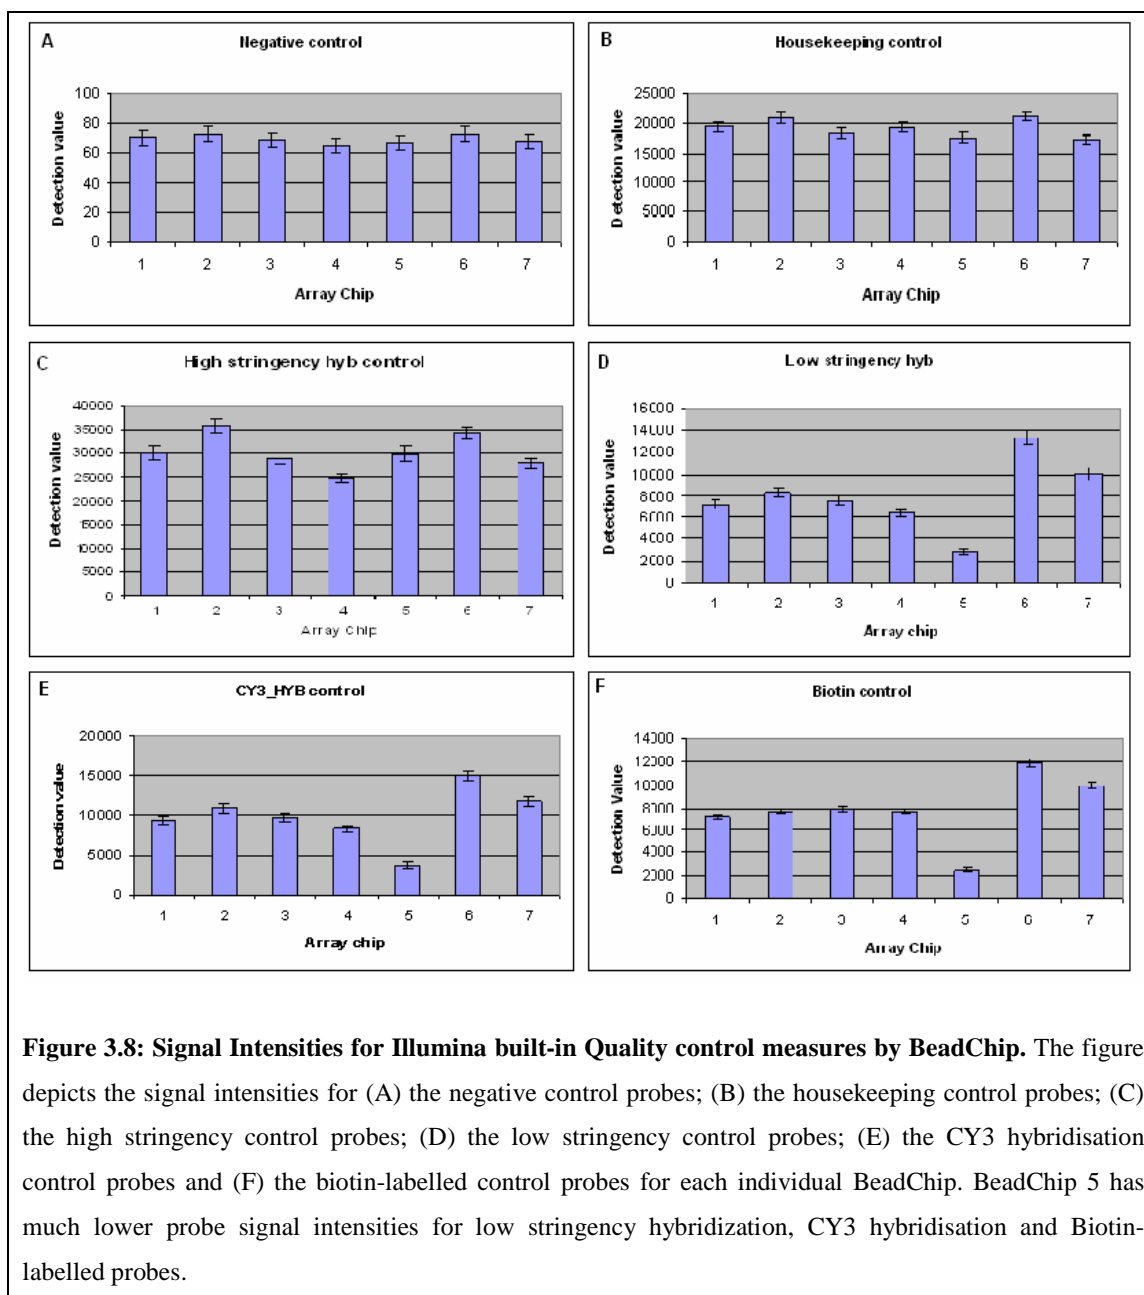 A
Negative control
Detection value
100
80
60
40
20
0
1 2 3 4 5 6 7
Array Chip
B
Housekeeping control
Detection value
25000
20000
15000
10000
5000
0
1 2 3 4 5 6 7
Array Chip
C
High stringency hyb control
Detection value
40000
35000
30000
25000
20000
15000
10000
5000
0
1 2 3 4 5 6 7
Array Chip
D
Low stringency hyb
Detection value
16000
14000
12000
10000
8000
6000
4000
2000
0
1 2 3 4 5 6 7
Array chip
E
CY3_HYB control
Detection value
20000
15000
10000
5000
0
1 2 3 4 5 6 7
Array chip
F
Biotin control
Detection Value
14000
12000
10000
8000
6000
4000
2000
0
1 2 3 4 5 6 7
Array Chip
Figure 3.8: Signal Intensities for Illumina built-in Quality control measures by BeadChip. The figure
depicts the signal intensities for (A) the negative control probes; (B) the housekeeping control probes; (C)
the high stringency control probes; (D) the low stringency control probes; (E) the CY3 hybridisation
control probes and (F) the biotin-labelled control probes for each individual BeadChip. BeadChip 5 has
much lower probe signal intensities for low stringency hybridization, CY3 hybridisation and Biotin-
labelled probes.